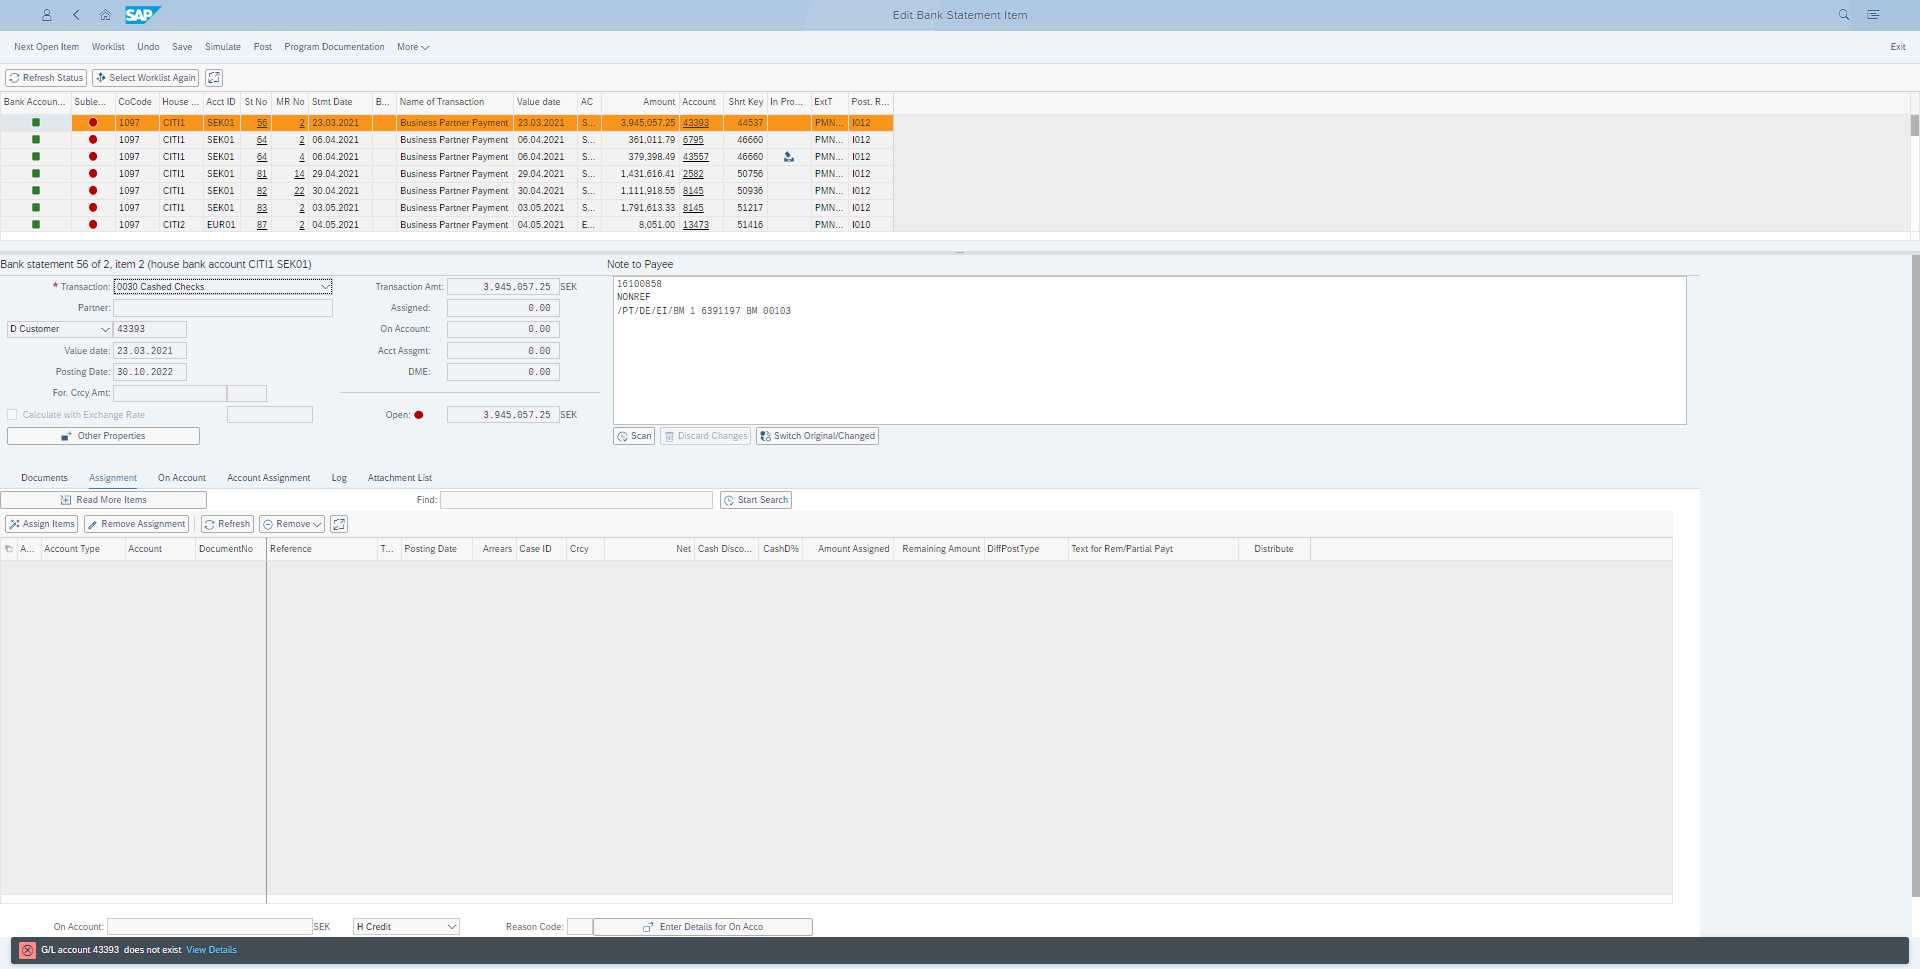 SAP Edit Bank Statement Item
Next Open Item Worklist Undo Save Simulate Post Program Documentation More Exit
Refresh Status Select Worklist Again
Bank Accoun... Suble... CoCode House ... Acct ID St No MR No Stmt Date B... Name of Transaction Value date AC Amount Account Shrt Key In Pro... ExtT Post. R...
1097 CITI1 SEK01 56 2 23.03.2021 Business Partner Payment 23.03.2021 S... 3,945,057.25 43393 44537 PMN... I012
1097 CITI1 SEK01 64 2 06.04.2021 Business Partner Payment 06.04.2021 S... 361,011.79 6795 46660 PMN... I012
1097 CITI1 SEK01 64 4 06.04.2021 Business Partner Payment 06.04.2021 S... 379,398.49 43557 46660 PMN... I012
1097 CITI1 SEK01 81 14 29.04.2021 Business Partner Payment 29.04.2021 S... 1,431,616.41 2582 50756 PMN... I012
1097 CITI1 SEK01 82 22 30.04.2021 Business Partner Payment 30.04.2021 S... 1,111,918.55 8145 50936 PMN... I012
1097 CITI1 SEK01 83 2 03.05.2021 Business Partner Payment 03.05.2021 S... 1,791,613.33 8145 51217 PMN... I012
1097 CITI2 EUR01 87 2 04.05.2021 Business Partner Payment 04.05.2021 E... 8,051.00 13473 51416 PMN... I010
Bank statement 56 of 2, item 2 (house bank account CITI1 SEK01) Note to Payee
* Transaction: 0030 Cashed Checks Transaction Amt: 3.945.057.25 SEK 16100858
NONREF
Partner: Assigned: 0.00 /PT/DE/EI/BM 1 6391197 BM 00103
D Customer 43393 On Account: 0.00
Value date: 23.03.2021 Acct Assgmt: 0.00
Posting Date: 30.10.2022 DME: 0.00
For. Crcy Amt:
Calculate with Exchange Rate Open: 3.945.057.25 SEK
Other Properties Scan Discard Changes Switch Original/Changed
Documents Assignment On Account Account Assignment Log Attachment List
Read More Items Find: Start Search
Assign Items Remove Assignment Refresh Remove
A... Account Type Account DocumentNo Reference T... Posting Date Arrears Case ID Crcy Net Cash Disco... CashD% Amount Assigned Remaining Amount DiffPostType Text for Rem/Partial Payt Distribute
On Account: SEK H Credit Reason Code: Enter Details for On Acco
G/L account 43393 does not exist View Details